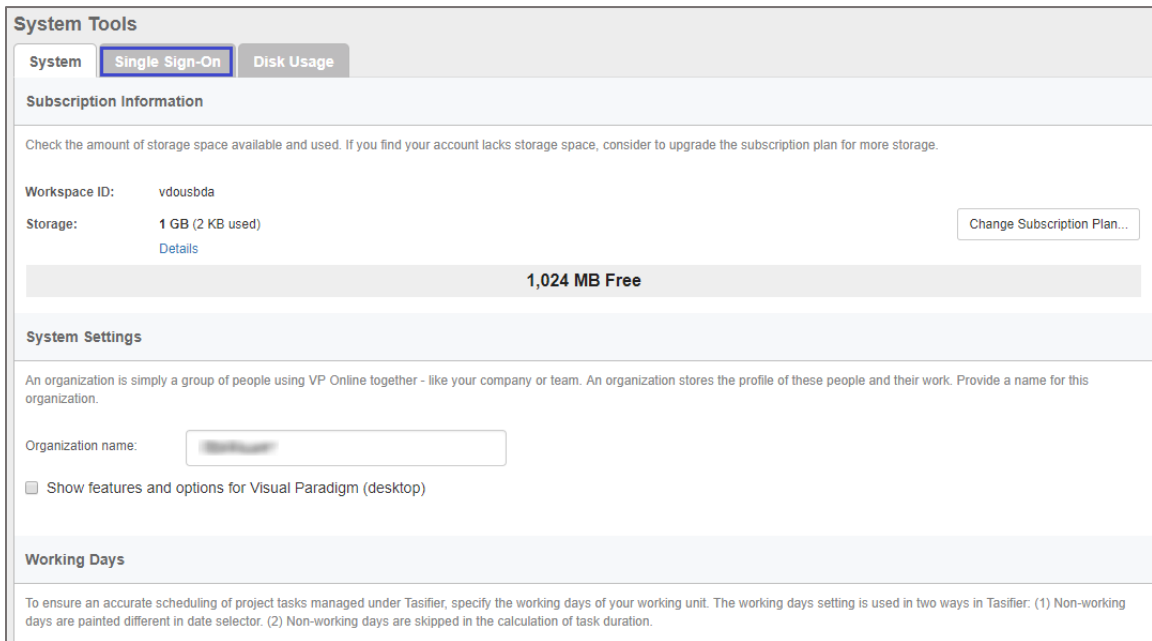 System Tools
System Single Sign-On Disk Usage
Subscription Information
Check the amount of storage space available and used. If you find your account lacks storage space, consider to upgrade the subscription plan for more storage.
Workspace ID: vdousbda
Storage: 1 GB (2 KB used) Change Subscription Plan...
Details
1,024 MB Free
System Settings
An organization is simply a group of people using VP Online together - like your company or team. An organization stores the profile of these people and their work. Provide a name for this
organization.
Organization name:
Show features and options for Visual Paradigm (desktop)
Working Days
To ensure an accurate scheduling of project tasks managed under Tasifier, specify the working days of your working unit. The working days setting is used in two ways in Tasifier: (1) Non-working
days are painted different in date selector. (2) Non-working days are skipped in the calculation of task duration.